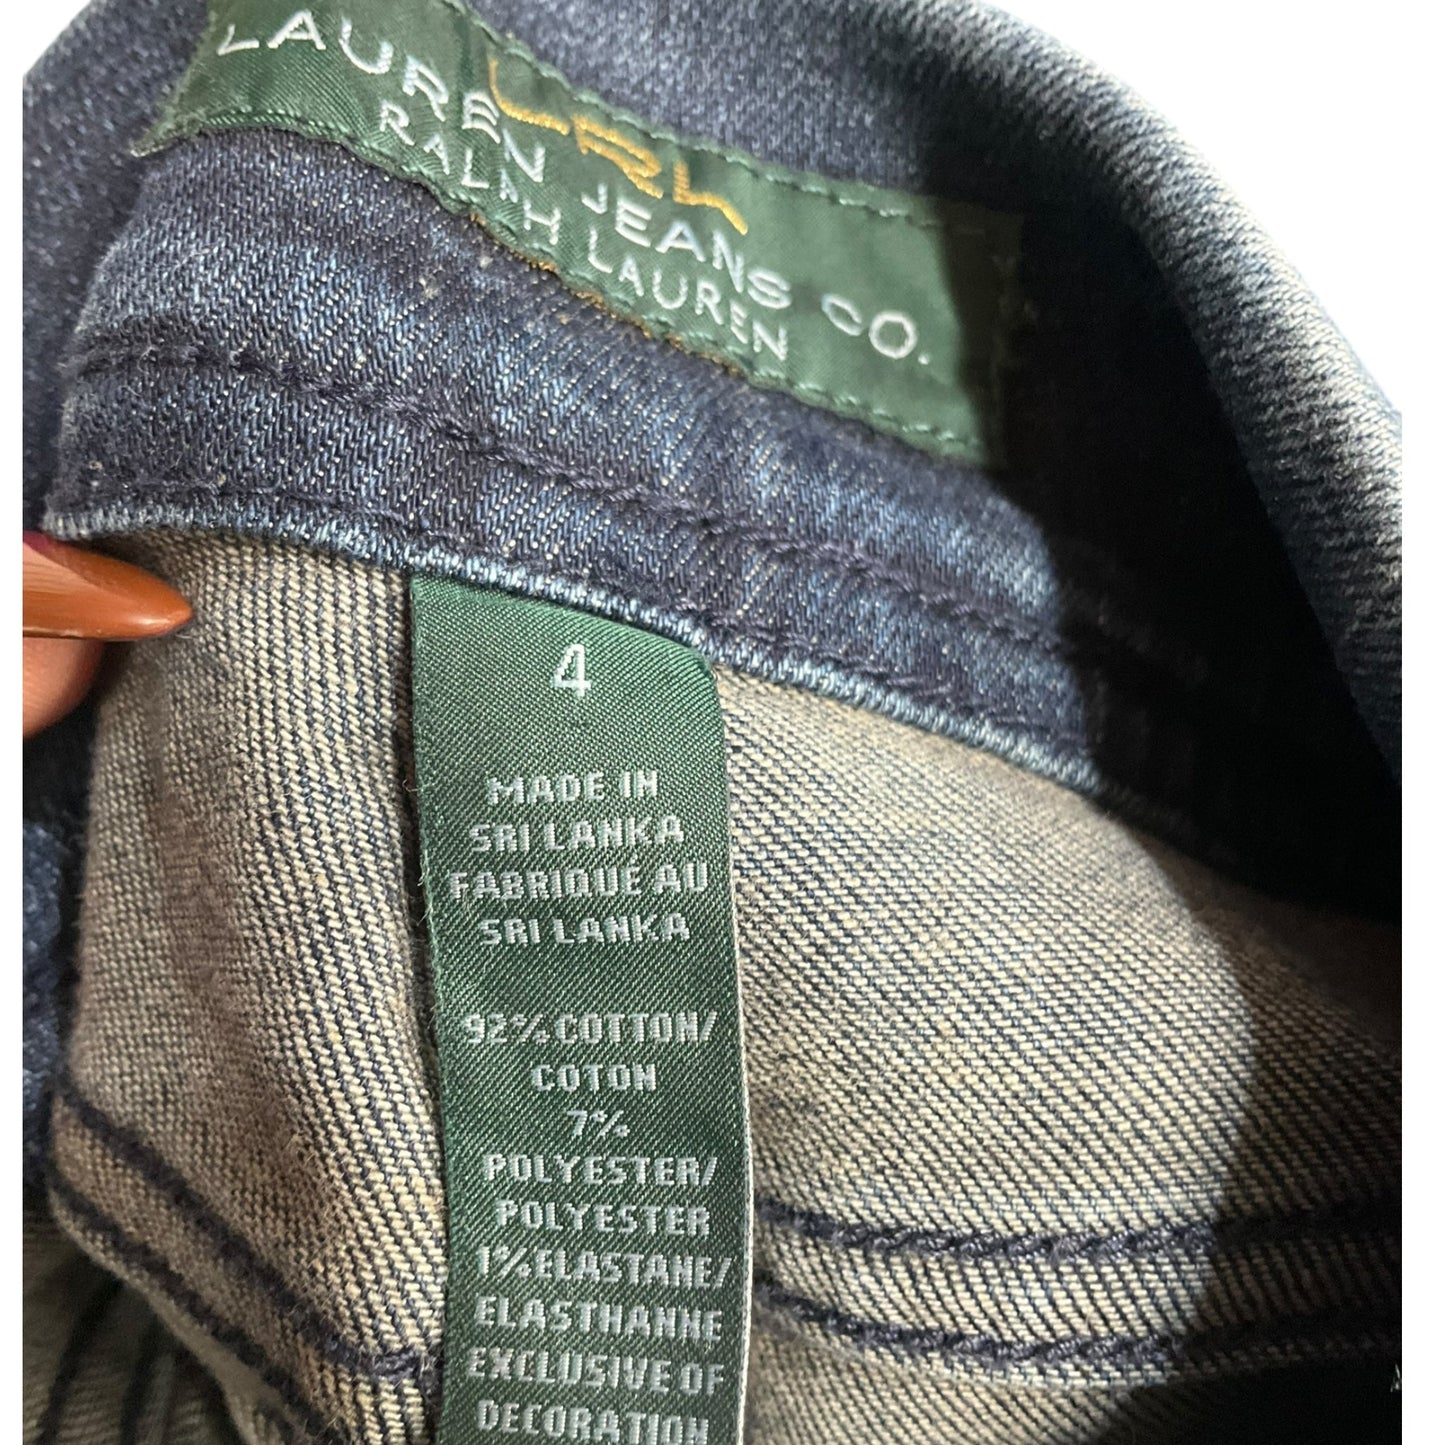 LRL
LAUREN JEANS CO.
RALPH LAUREN
4
MADE IN
SRI LANKA
FABRIQUÉ AU
SRI LANKA
92% COTTON/
COTON
7%
POLYESTER/
POLYESTER
1% ELASTANE/
ELASTHANNE
EXCLUSIVE OF
DECORATION